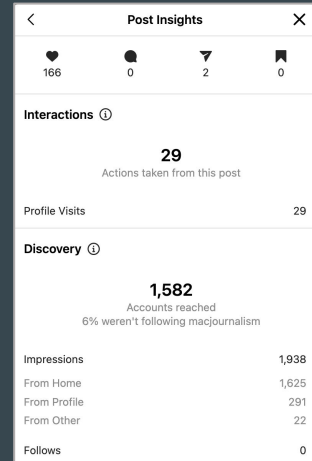 Post Insights
166 0 2 0
Interactions
29
Actions taken from this post
Profile Visits 29
Discovery
1,582
Accounts reached
6% weren't following macjournalism
Impressions 1,938
From Home 1,625
From Profile 291
From Other 22
Follows 0